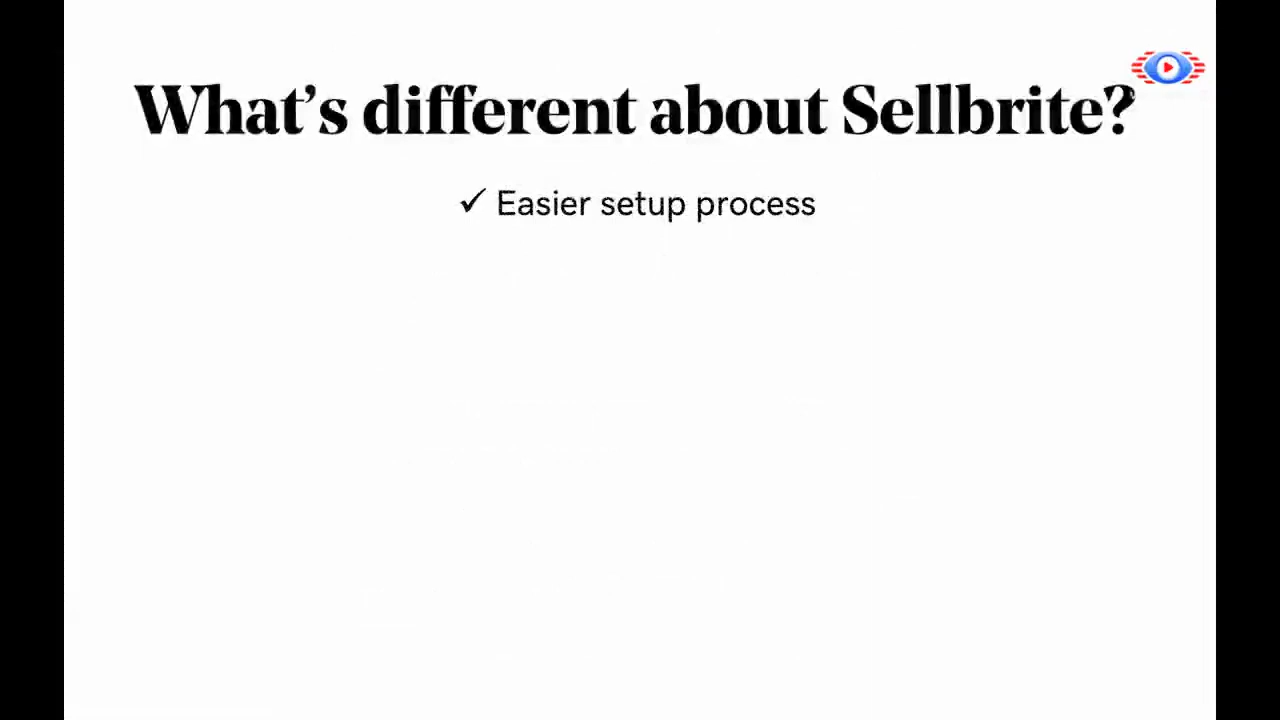 What’s different about Sellbrite?
✓ Easier setup process